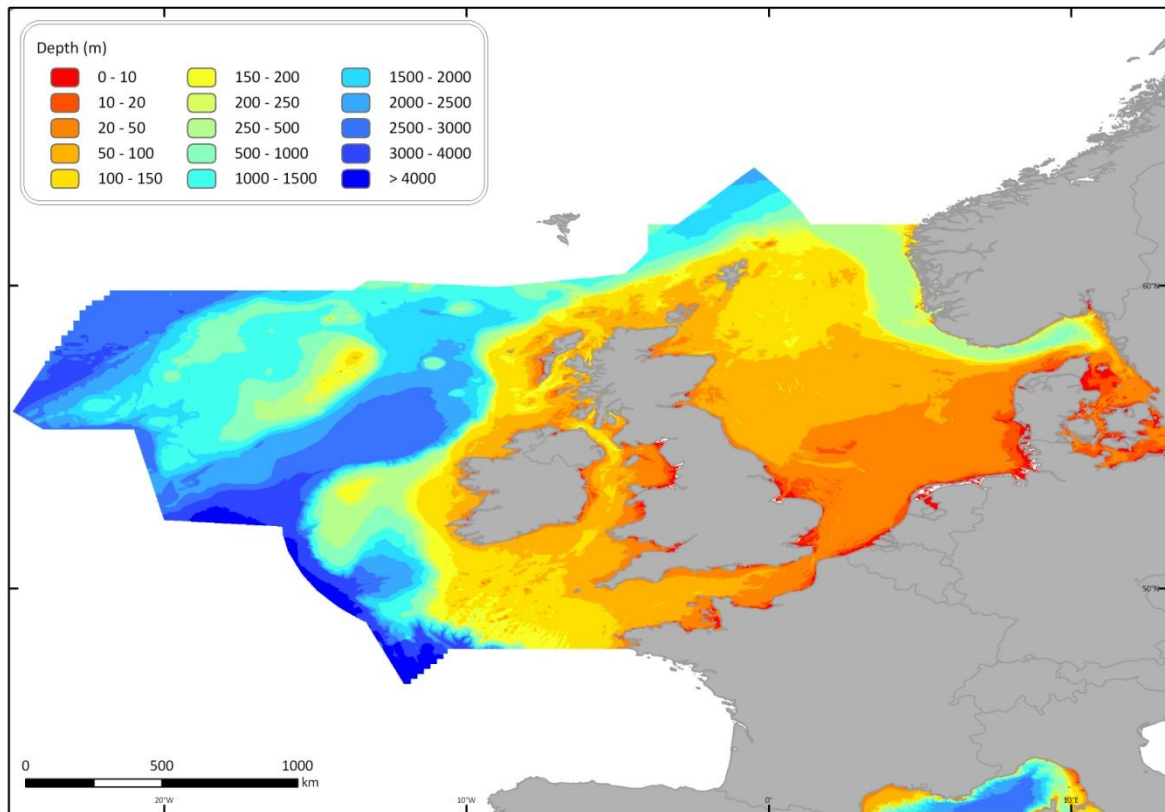 Depth (m)
0 - 10 150 - 200 1500 - 2000
10 - 20 200 - 250 2000 - 2500
20 - 50 250 - 500 2500 - 3000
50 - 100 500 - 1000 3000 - 4000
100 - 150 1000 - 1500 > 4000
60°N
50°N
0 500 1000
km
20°W 10°W 0° 10°E